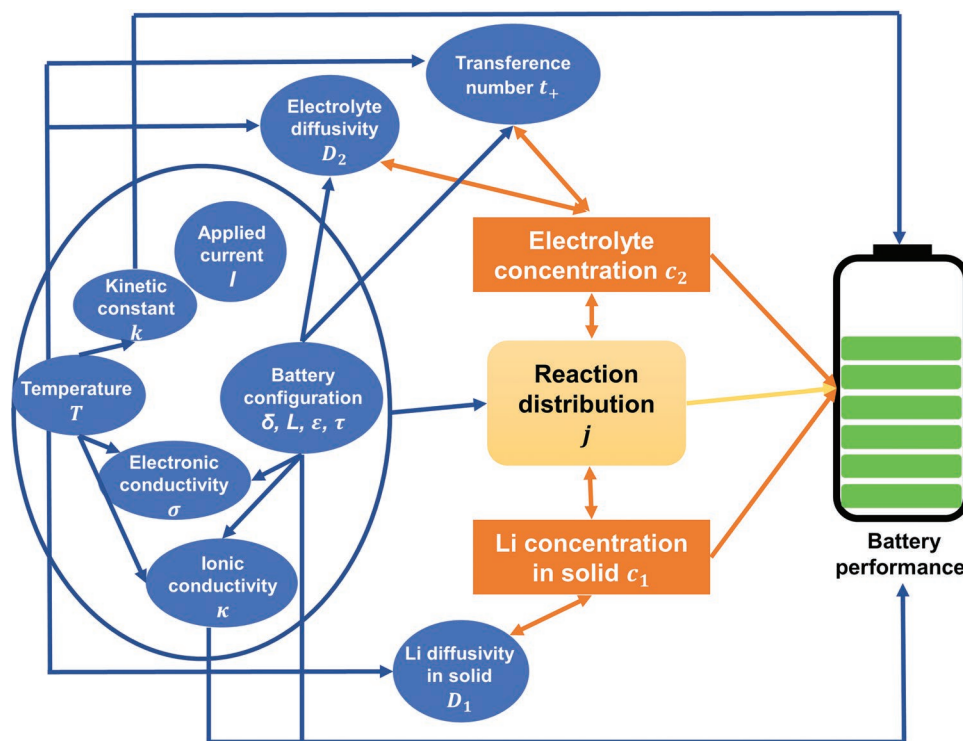 Transference
number t₊
Electrolyte
diffusivity
D₂
Applied
current
I
Kinetic
constant
k
Temperature
T
Battery
configuration
δ, L, ε, τ
Electronic
conductivity
σ
Ionic
conductivity
κ
Li diffusivity
in solid
D₁
Electrolyte
concentration c₂
Reaction
distribution
j
Li concentration
in solid c₁
Battery
performance